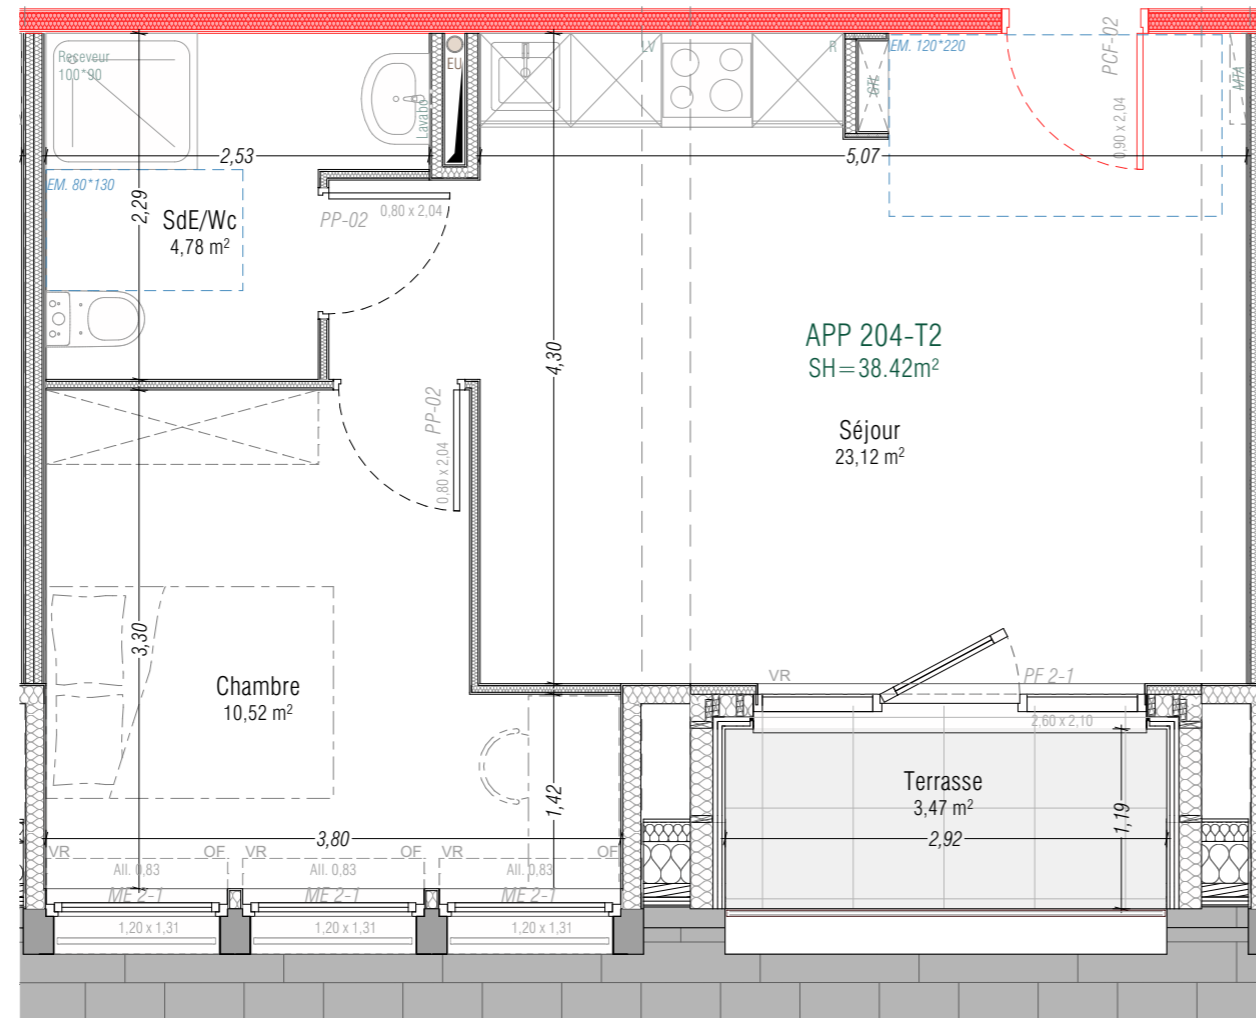 Receveur
100*90
Lavabo
EU
LV
R
GTL
EM. 120*220
PCF-02
0,90 x 2,04
MTA
2,53
5,07
EM. 80*130
2,29
SdE/Wc
4,78 m²
PP-02
0,80 x 2,04
4,30
APP 204-T2
SH=38.42m²
PP-02
0,80 x 2,04
Séjour
23,12 m²
3,30
Chambre
10,52 m²
VR
PF 2-1
2,60 x 2,10
Terrasse
3,47 m²
1,42
1,19
3,80
2,92
VR
OF
VR
OF
VR
OF
All. 0,83
All. 0,83
All. 0,83
ME 2-1
ME 2-1
ME 2-1
1,20 x 1,31
1,20 x 1,31
1,20 x 1,31